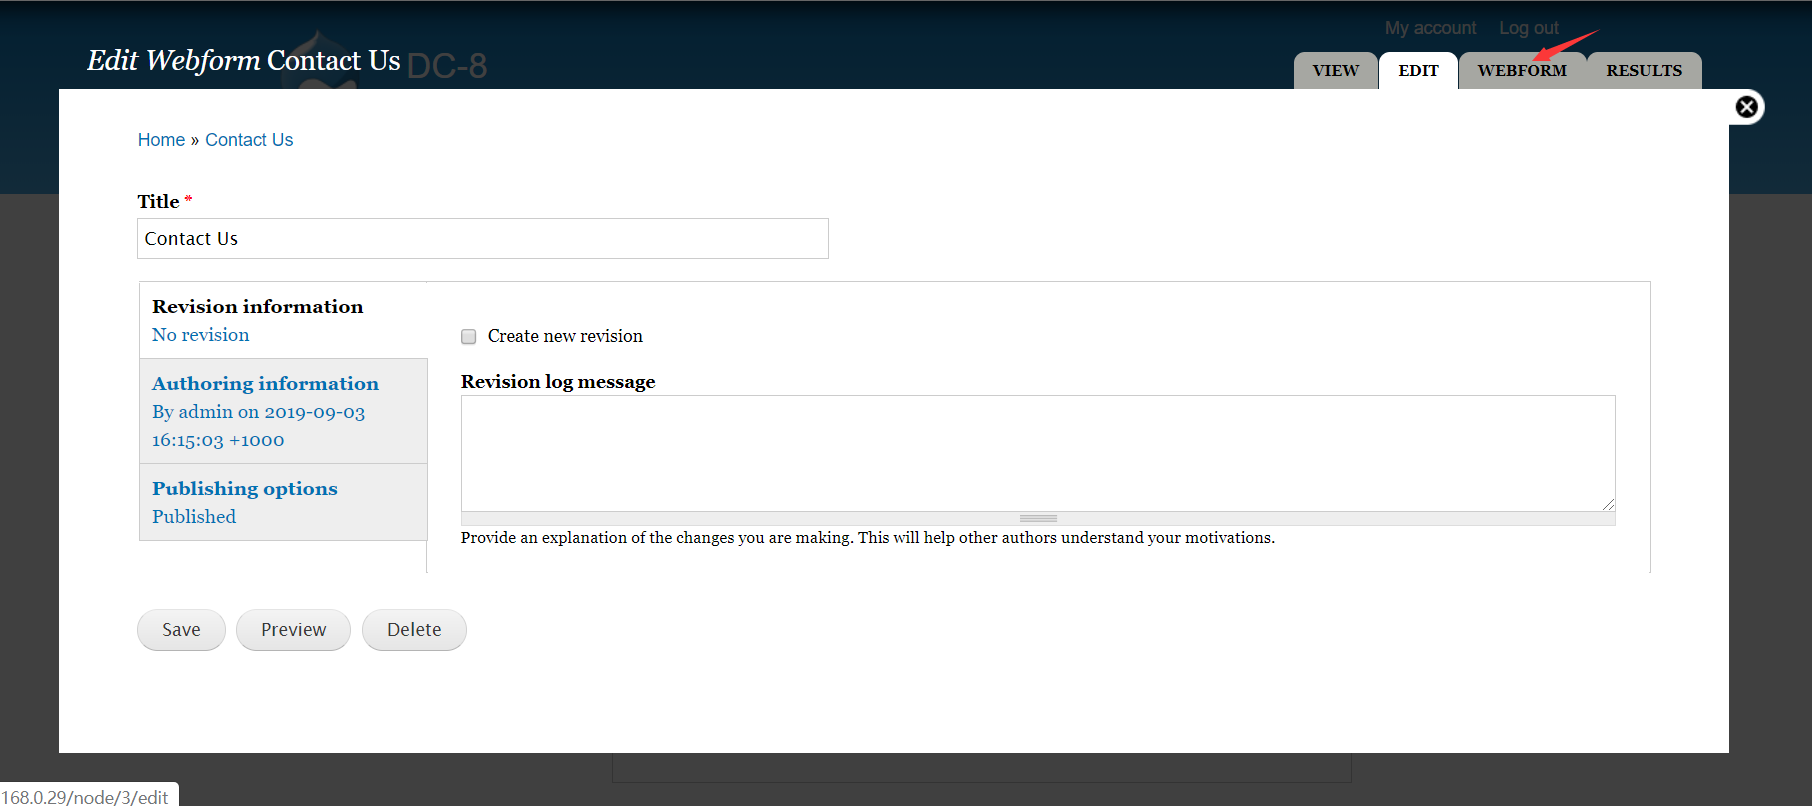 My account Log out
Edit Webform Contact Us DC-8
VIEW EDIT WEBFORM RESULTS
Home » Contact Us
Title *
Contact Us
Revision information
No revision
Create new revision
Authoring information
By admin on 2019-09-03
16:15:03 +1000
Publishing options
Published
Revision log message
Provide an explanation of the changes you are making. This will help other authors understand your motivations.
Save Preview Delete
168.0.29/node/3/edit